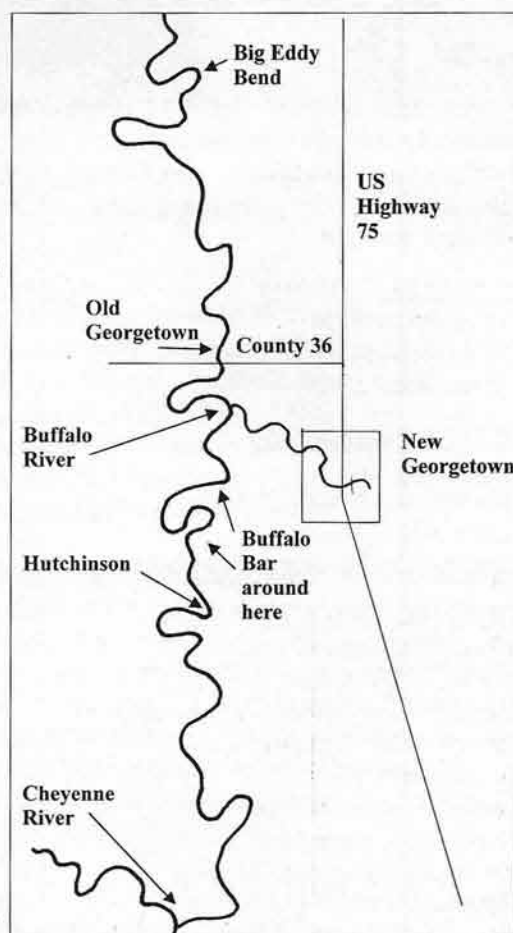 Big Eddy
Bend
US
Highway
75
Old
Georgetown
County 36
Buffalo
River
New
Georgetown
Buffalo
Bar
around
here
Hutchinson
Cheyenne
River